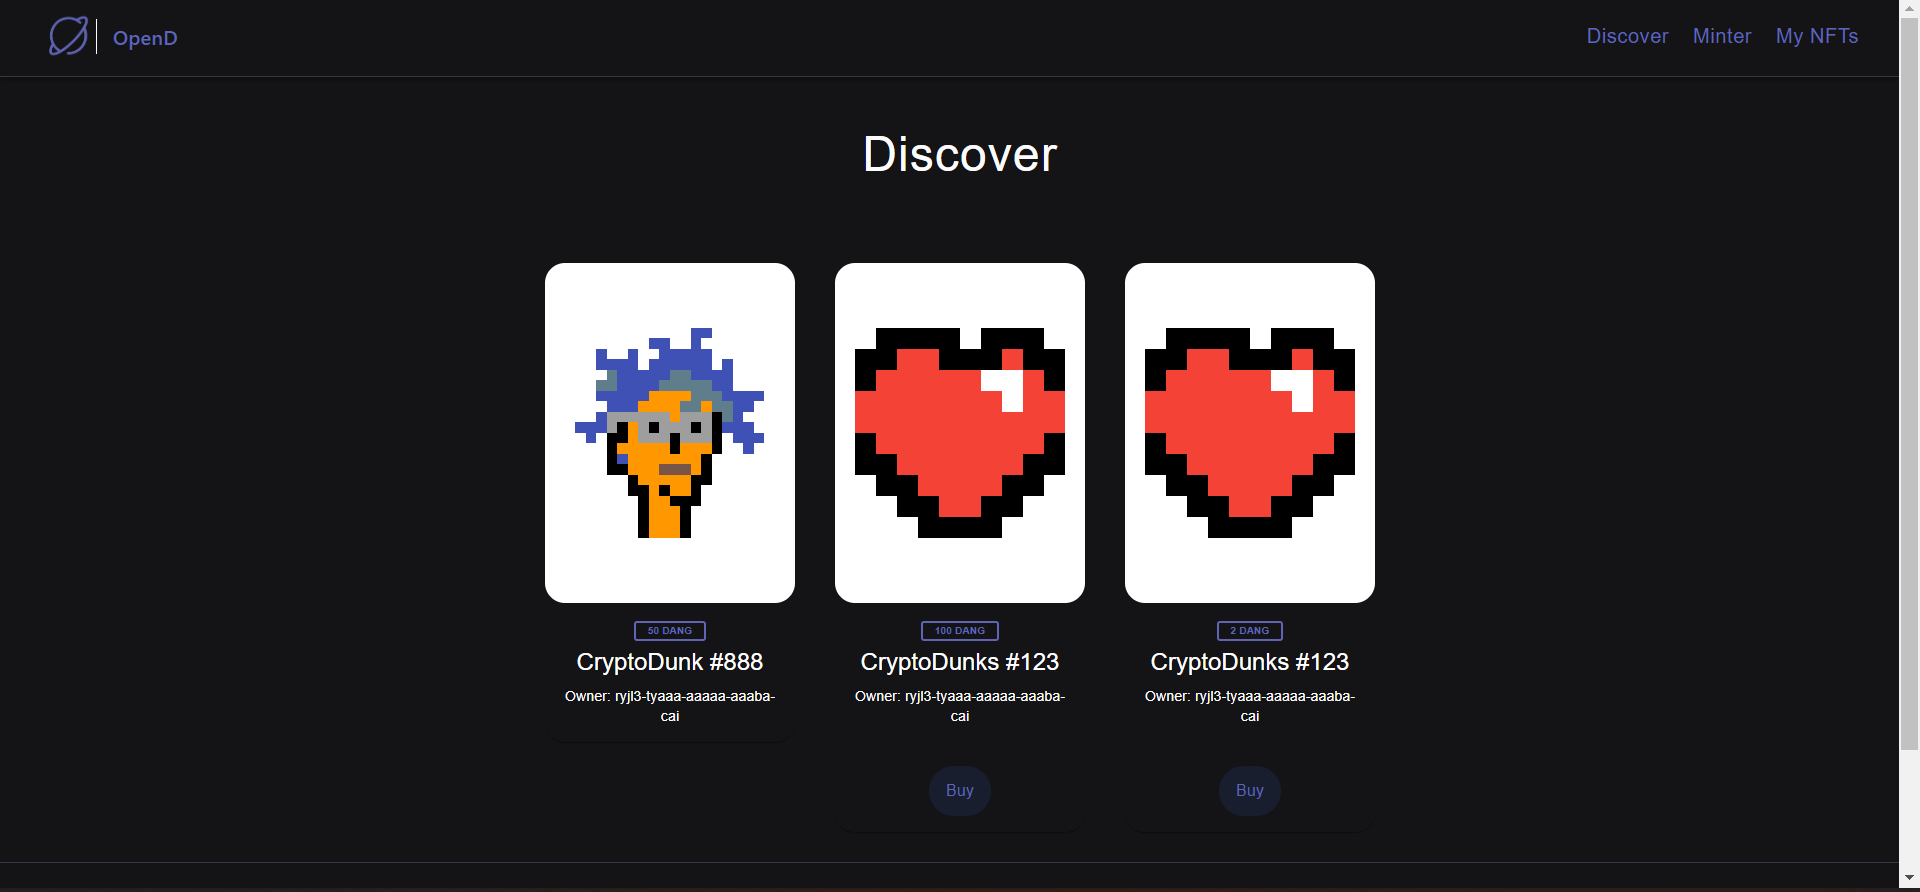 OpenD
Discover Minter My NFTs
Discover
50 DANG
CryptoDunk #888
Owner: ryjl3-tyaaa-aaaaa-aaaba-
cai
100 DANG
CryptoDunks #123
Owner: ryjl3-tyaaa-aaaaa-aaaba-
cai
Buy
2 DANG
CryptoDunks #123
Owner: ryjl3-tyaaa-aaaaa-aaaba-
cai
Buy